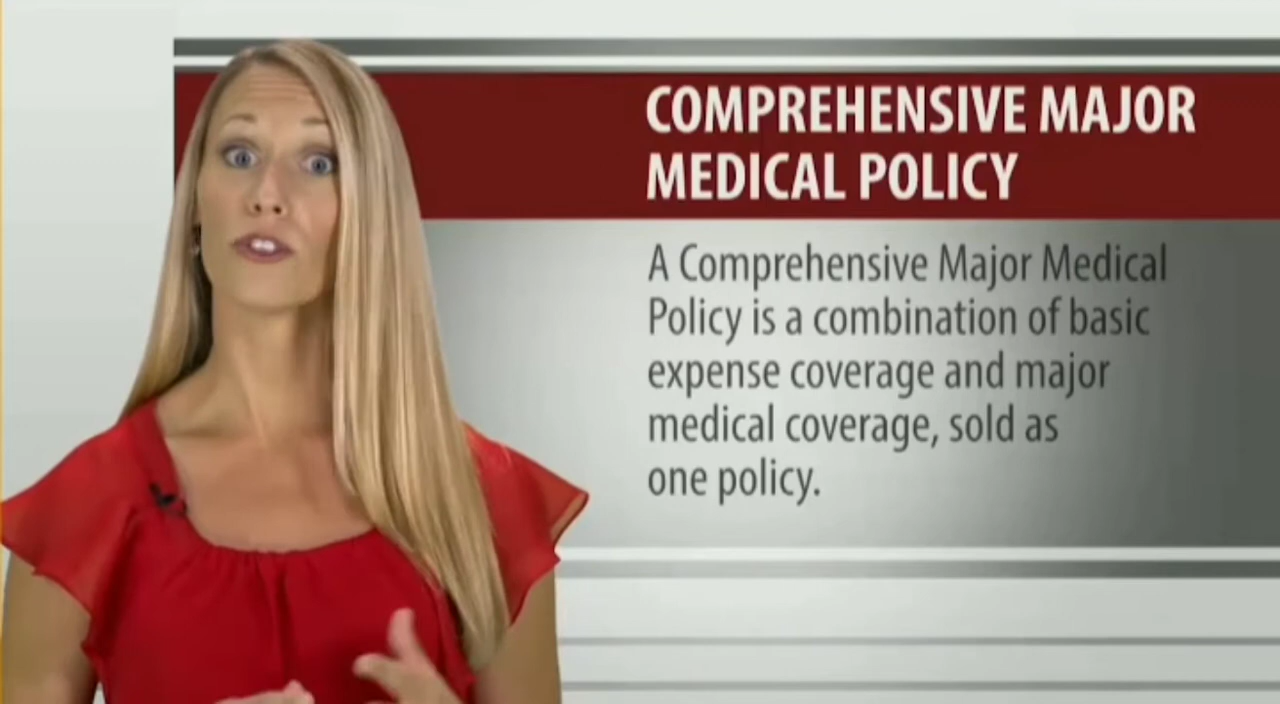 COMPREHENSIVE MAJOR
MEDICAL POLICY
A Comprehensive Major Medical
Policy is a combination of basic
expense coverage and major
medical coverage, sold as
one policy.